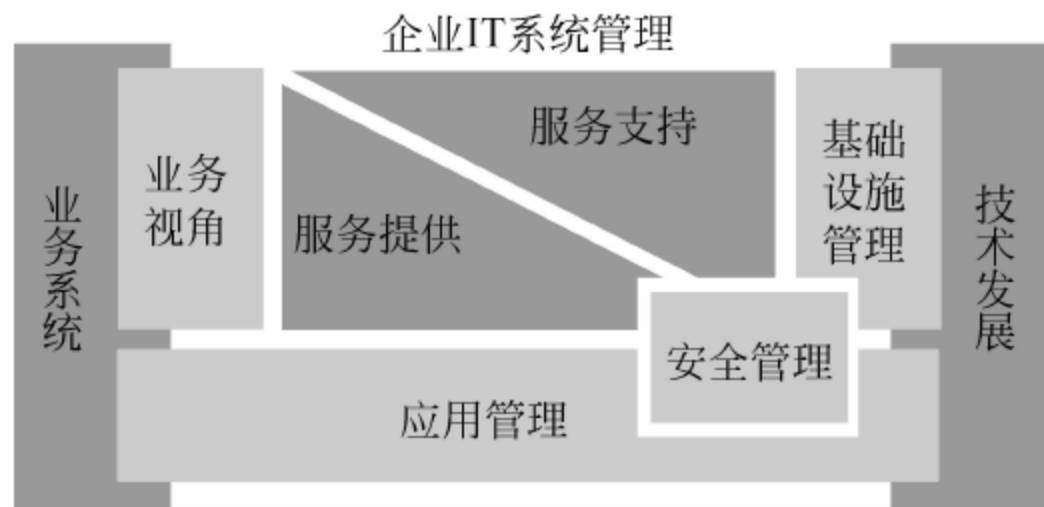 企业IT系统管理
业务系统
业务
视角
服务提供
服务支持
基础
设施
管理
技术发展
安全管理
应用管理